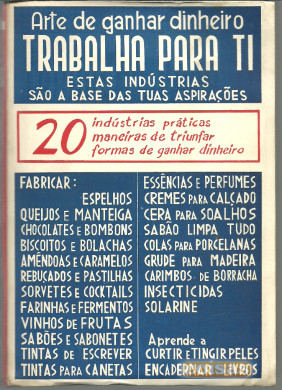 Arte de ganhar dinheiro
TRABALHA PARA TI
ESTAS INDÚSTRIAS
SÃO A BASE DAS TUAS ASPIRAÇÕES
20
indústrias práticas
maneiras de triunfar
formas de ganhar dinheiro
FABRICAR:
ESPELHOS
QUEIJOS E MANTEIGA
CHOCOLATES E BOMBONS
BISCOITOS E BOLACHAS
AMÊNDOAS E CARAMELOS
REBUÇADOS E PASTILHAS
SORVETES E COCKTAILS
FARINHAS E FERMENTOS
VINHOS DE FRUTAS
SABÕES E SABONETES
TINTAS DE ESCREVER
TINTAS PARA CANETAS
ESSÊNCIAS E PERFUMES
CREMES PARA CALÇADO
CERA PARA SOALHOS
SABÃO LIMPA TUDO
COLAS PARA PORCELANAS
GRUDE PARA MADEIRA
CARIMBOS DE BORRACHA
INSECTICIDAS
SOLARINE
Aprende a
CURTIR E TINGIR PELES
ENCADERNAR LIVROS